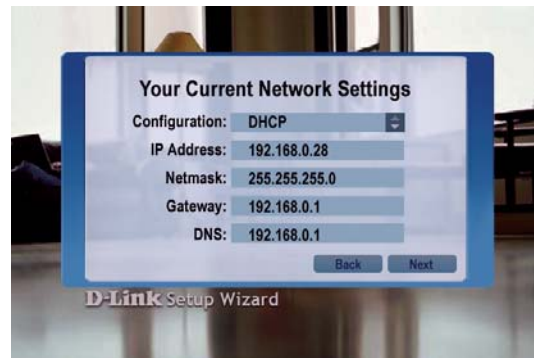 Your Current Network Settings
Configuration: DHCP
IP Address: 192.168.0.28
Netmask: 255.255.255.0
Gateway: 192.168.0.1
DNS: 192.168.0.1
Back Next
D-Link Setup Wizard